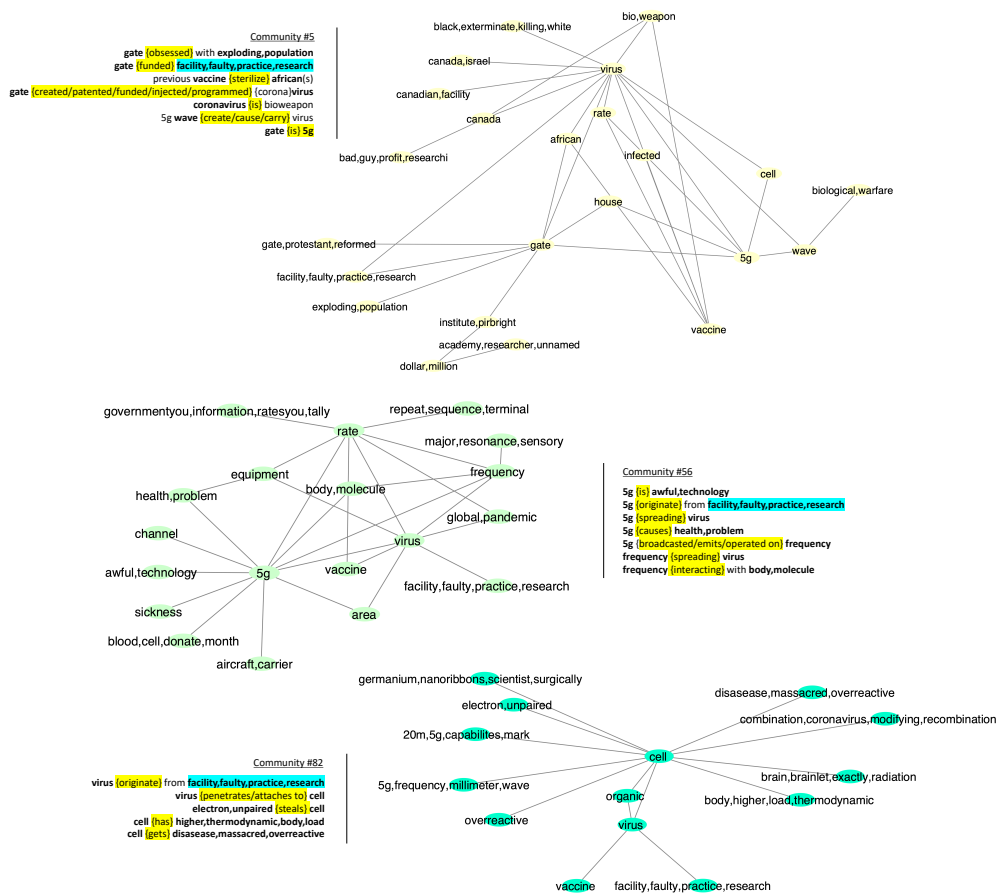 Community #5
gate {obsessed} with exploding,population
gate {funded} facility,faulty,practice,research
previous vaccine {sterilize} african(s)
gate {created/patented/funded/injected/programmed} {corona}virus
coronavirus {is} bioweapon
5g wave {create/cause/carry} virus
gate {is} 5g
bio,weapon
black,exterminate,killing,white
canada,israel
virus
canadian,facility
rate
canada
african
infected
bad,guy,profit,researchi
cell
biological,warfare
house
gate,protestant,reformed
gate
wave
5g
facility,faulty,practice,research
exploding,population
institute,pirbright
vaccine
academy,researcher,unnamed
dollar,million
governmentyou,information,ratesyou,tally
repeat,sequence,terminal
rate
major,resonance,sensory
equipment
frequency
body,molecule
health,problem
global,pandemic
channel
virus
awful,technology
5g
vaccine
facility,faulty,practice,research
sickness
area
blood,cell,donate,month
aircraft,carrier
Community #56
5g {is} awful,technology
5g {originate} from facility,faulty,practice,research
5g {spreading} virus
5g {causes} health,problem
5g {broadcasted/emits/operated on} frequency
frequency {spreading} virus
frequency {interacting} with body,molecule
Community #82
virus {originate} from facility,faulty,practice,research
virus {penetrates/attaches to} cell
electron,unpaired {steals} cell
cell {has} higher,thermodynamic,body,load
cell {gets} disasease,massacred,overreactive
germanium,nanoribbons,scientist,surgically
disasease,massacred,overreactive
electron,unpaired
combination,coronavirus,modifying,recombination
20m,5g,capabilites,mark
cell
brain,brainlet,exactly,radiation
5g,frequency,millimeter,wave
organic
body,higher,load,thermodynamic
overreactive
virus
vaccine
facility,faulty,practice,research